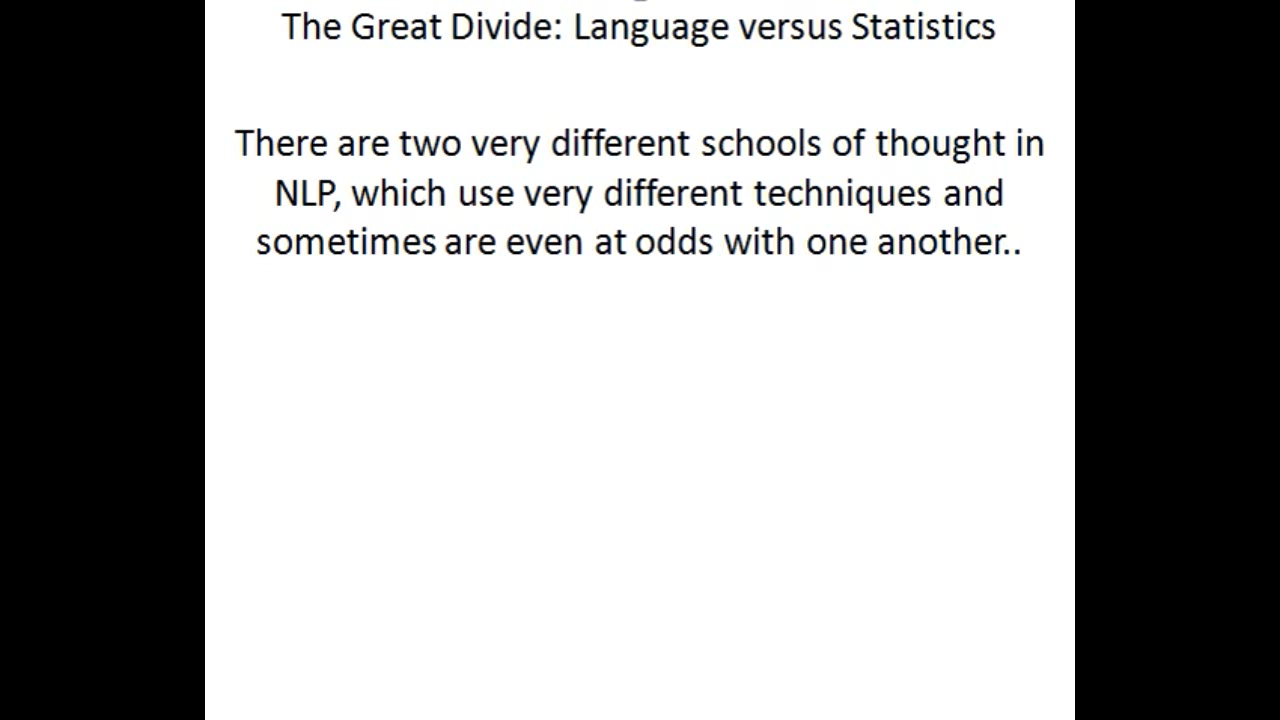 The Great Divide: Language versus Statistics
There are two very different schools of thought in
NLP, which use very different techniques and
sometimes are even at odds with one another..